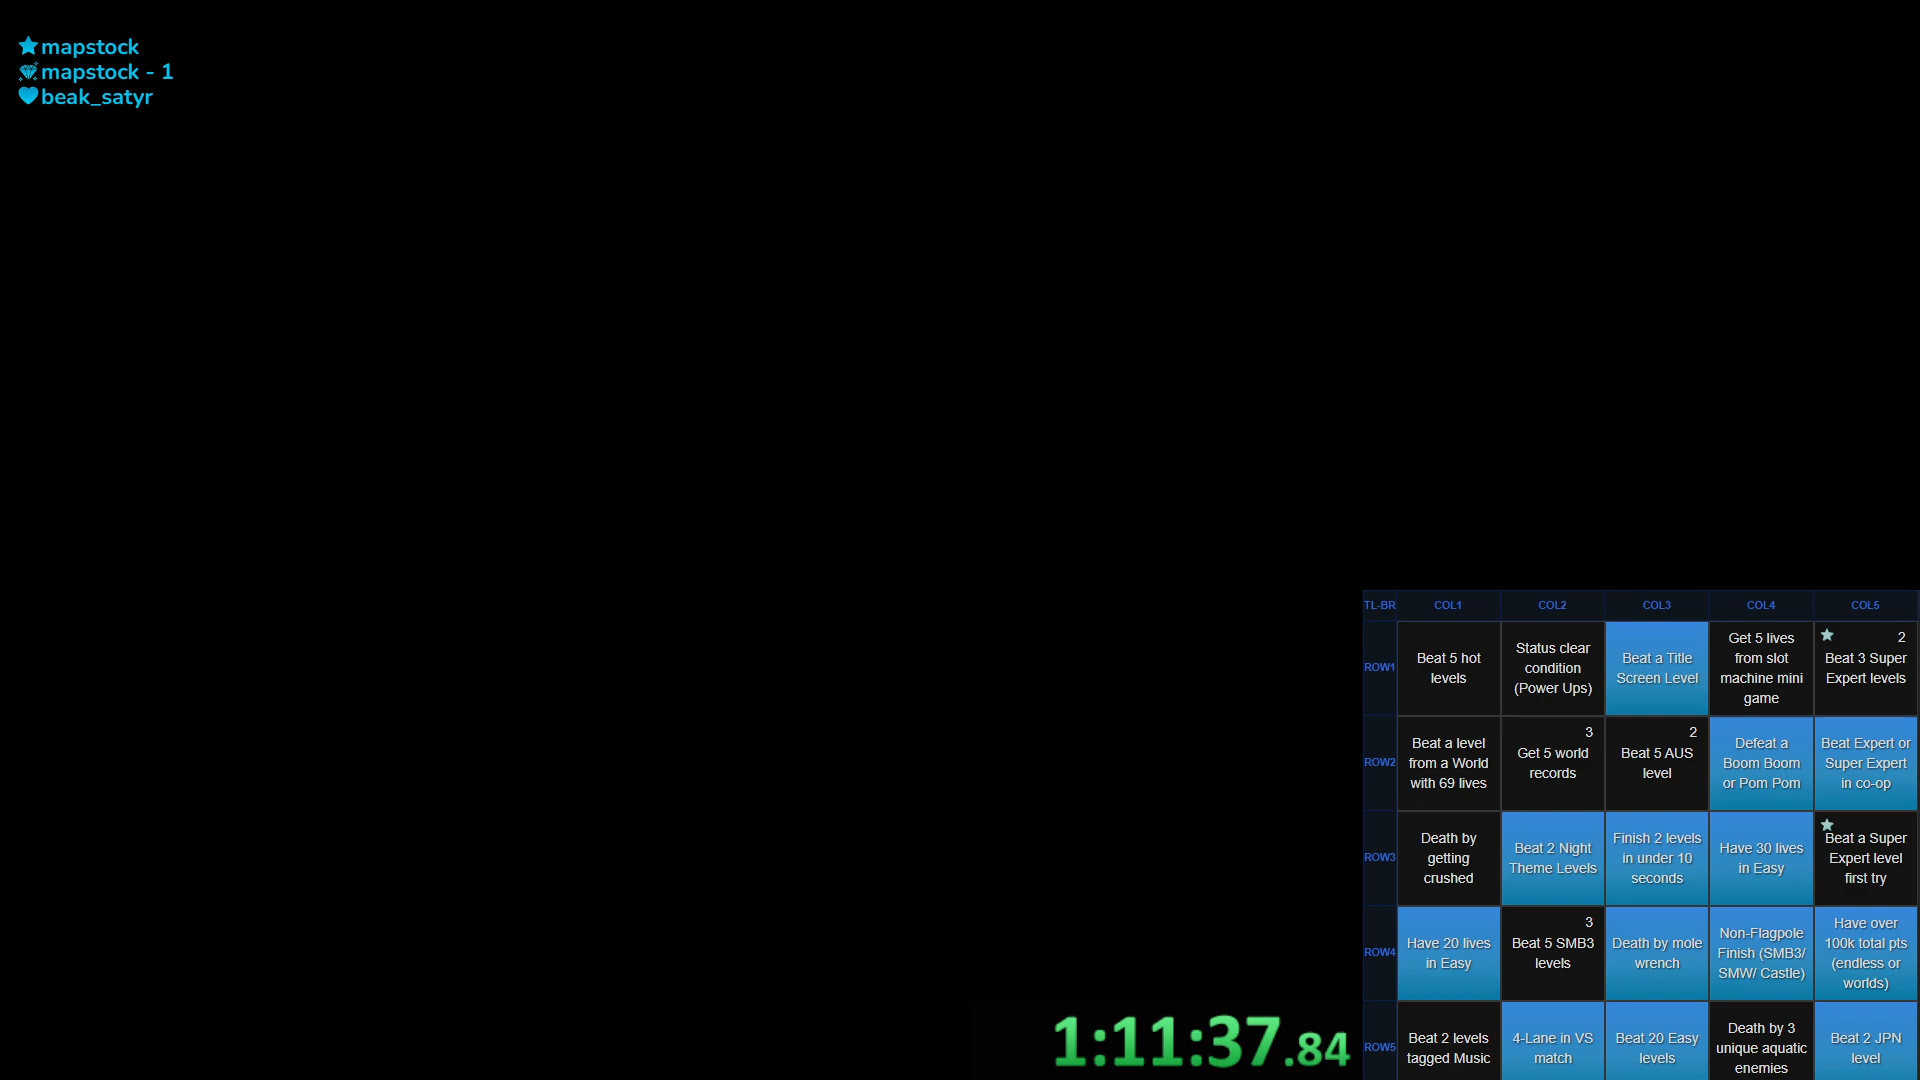 mapstock
mapstock - 1
beak_satyr
TL-BR COL1 COL2 COL3 COL4 COL5
ROW1
Beat 5 hot
levels
Status clear
condition
(Power Ups)
Beat a Title
Screen Level
Get 5 lives
from slot
machine mini
game
2
Beat 3 Super
Expert levels
ROW2
Beat a level
from a World
with 69 lives
3
Get 5 world
records
2
Beat 5 AUS
level
Defeat a
Boom Boom
or Pom Pom
Beat Expert or
Super Expert
in co-op
ROW3
Death by
getting
crushed
Beat 2 Night
Theme Levels
Finish 2 levels
in under 10
seconds
Have 30 lives
in Easy
Beat a Super
Expert level
first try
ROW4
Have 20 lives
in Easy
3
Beat 5 SMB3
levels
Death by mole
wrench
Non-Flagpole
Finish (SMB3/
SMW/ Castle)
Have over
100k total pts
(endless or
worlds)
ROW5
Beat 2 levels
tagged Music
4-Lane in VS
match
Beat 20 Easy
levels
Death by 3
unique aquatic
enemies
Beat 2 JPN
level
1:11:37.84